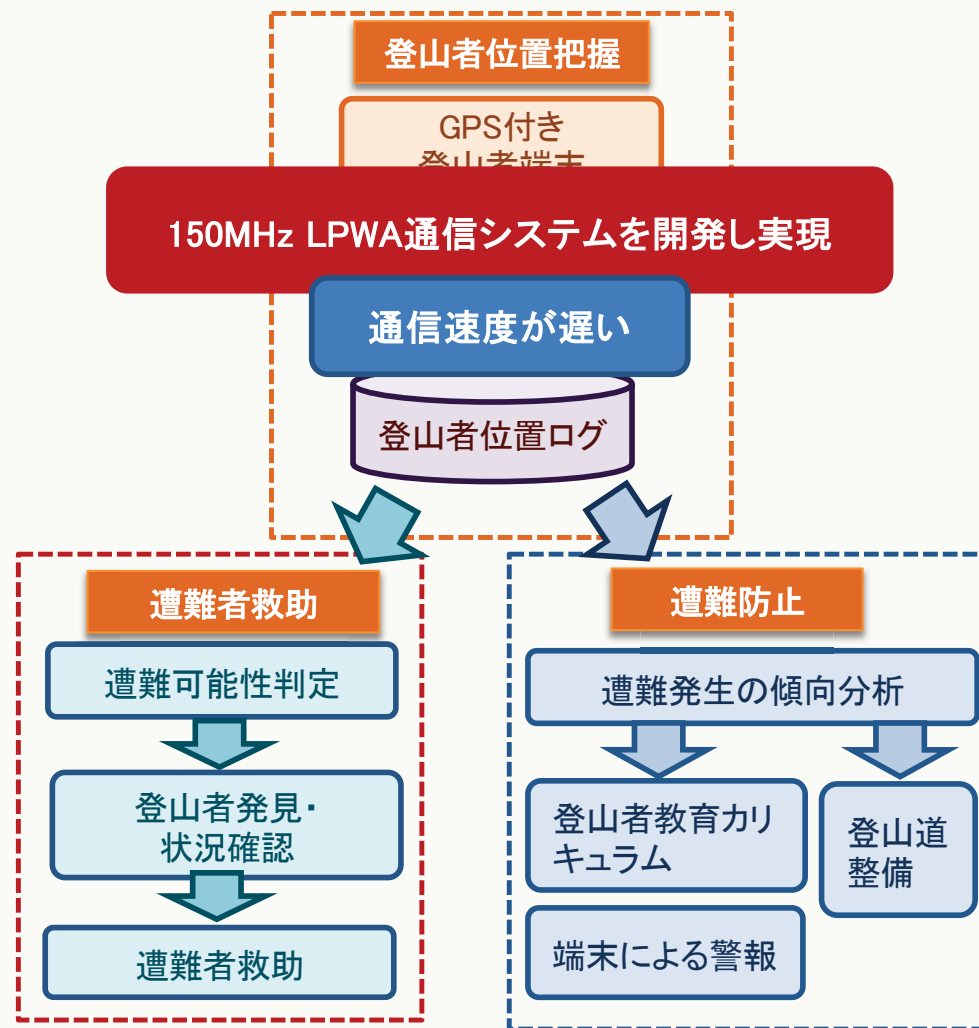 登山者位置把握
GPS付き
登山者端末
150MHz LPWA通信システムを開発し実現
通信速度が遅い
登山者位置ログ
遭難者救助
遭難可能性判定
登山者発見・
状況確認
遭難者救助
遭難防止
遭難発生の傾向分析
登山者教育カリ
キュラム
登山道
整備
端末による警報